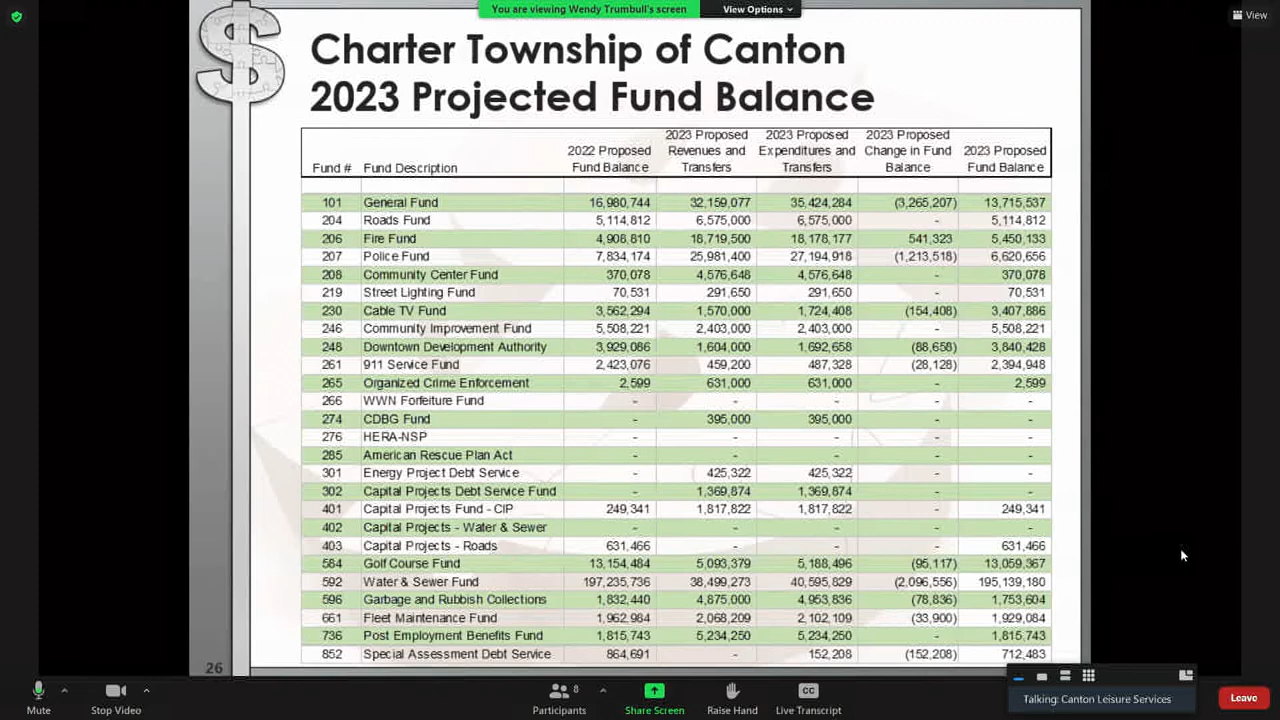 You are viewing Wendy Trumbull's screen
View Options
View
Charter Township of Canton
2023 Projected Fund Balance
Fund # Fund Description 2022 Proposed Fund Balance 2023 Proposed Revenues and Transfers 2023 Proposed Expenditures and Transfers 2023 Proposed Change in Fund Balance 2023 Proposed Fund Balance
101 General Fund 16,980,744 32,159,077 35,424,284 (3,265,207) 13,715,537
204 Roads Fund 5,114,812 6,575,000 6,575,000 - 5,114,812
206 Fire Fund 4,908,810 18,719,500 18,178,177 541,323 5,450,133
207 Police Fund 7,834,174 25,981,400 27,194,918 (1,213,518) 6,620,656
208 Community Center Fund 370,078 4,576,648 4,576,648 - 370,078
219 Street Lighting Fund 70,531 291,650 291,650 - 70,531
230 Cable TV Fund 3,562,294 1,570,000 1,724,408 (154,408) 3,407,886
246 Community Improvement Fund 5,508,221 2,403,000 2,403,000 - 5,508,221
248 Downtown Development Authority 3,929,086 1,604,000 1,692,658 (88,658) 3,840,428
261 911 Service Fund 2,423,076 459,200 487,328 (28,128) 2,394,948
265 Organized Crime Enforcement 2,599 631,000 631,000 - 2,599
266 WWN Forfeiture Fund - - - - -
274 CDBG Fund - 395,000 395,000 - -
276 HERA-NSP - - - - -
285 American Rescue Plan Act - - - - -
301 Energy Project Debt Service - 425,322 425,322 - -
302 Capital Projects Debt Service Fund - 1,369,874 1,369,874 - -
401 Capital Projects Fund - CIP 249,341 1,817,822 1,817,822 - 249,341
402 Capital Projects - Water & Sewer - - - - -
403 Capital Projects - Roads 631,466 - - - 631,466
584 Golf Course Fund 13,154,484 5,093,379 5,188,496 (95,117) 13,059,367
592 Water & Sewer Fund 197,235,736 38,499,273 40,595,829 (2,096,556) 195,139,180
596 Garbage and Rubbish Collections 1,832,440 4,875,000 4,953,836 (78,836) 1,753,604
661 Fleet Maintenance Fund 1,962,984 2,068,209 2,102,109 (33,900) 1,929,084
736 Post Employment Benefits Fund 1,815,743 5,234,250 5,234,250 - 1,815,743
852 Special Assessment Debt Service 864,691 - 152,208 (152,208) 712,483
26
Mute
Stop Video
8
Participants
Share Screen
Raise Hand
CC
Live Transcript
Talking: Canton Leisure Services
Leave